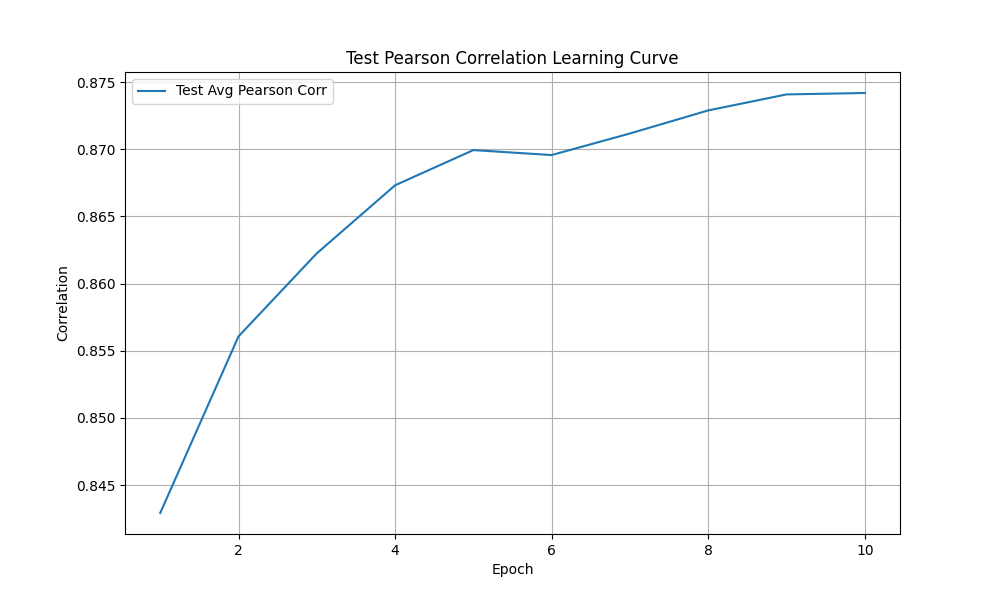 Test Pearson Correlation Learning Curve
Test Avg Pearson Corr
0.875
0.870
0.865
0.860
0.855
0.850
0.845
Correlation
2 4 6 8 10
Epoch